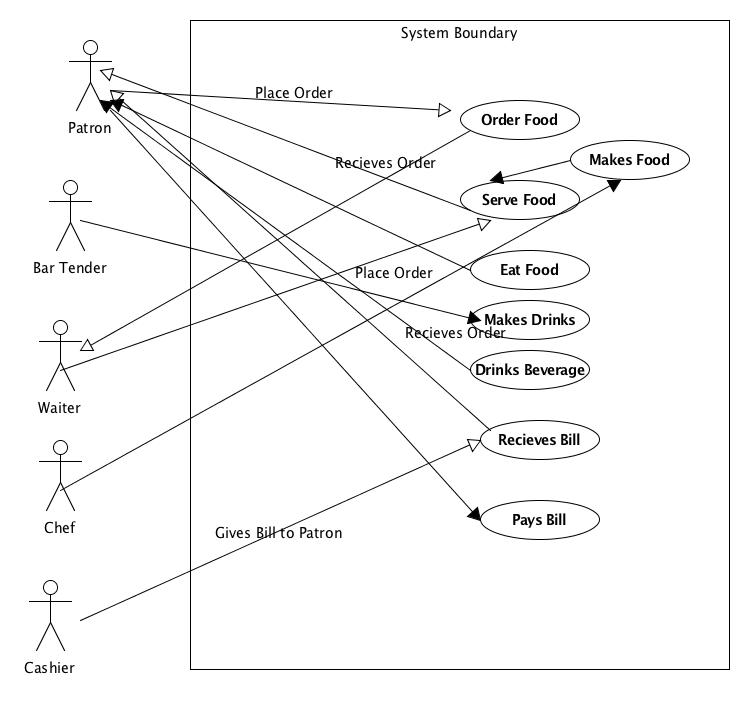 System Boundary
Place Order
Order Food
Patron
Recieves Order
Makes Food
Serve Food
Bar Tender
Place Order
Eat Food
Makes Drinks
Recieves Order
Drinks Beverage
Waiter
Recieves Bill
Chef
Gives Bill to Patron
Pays Bill
Cashier